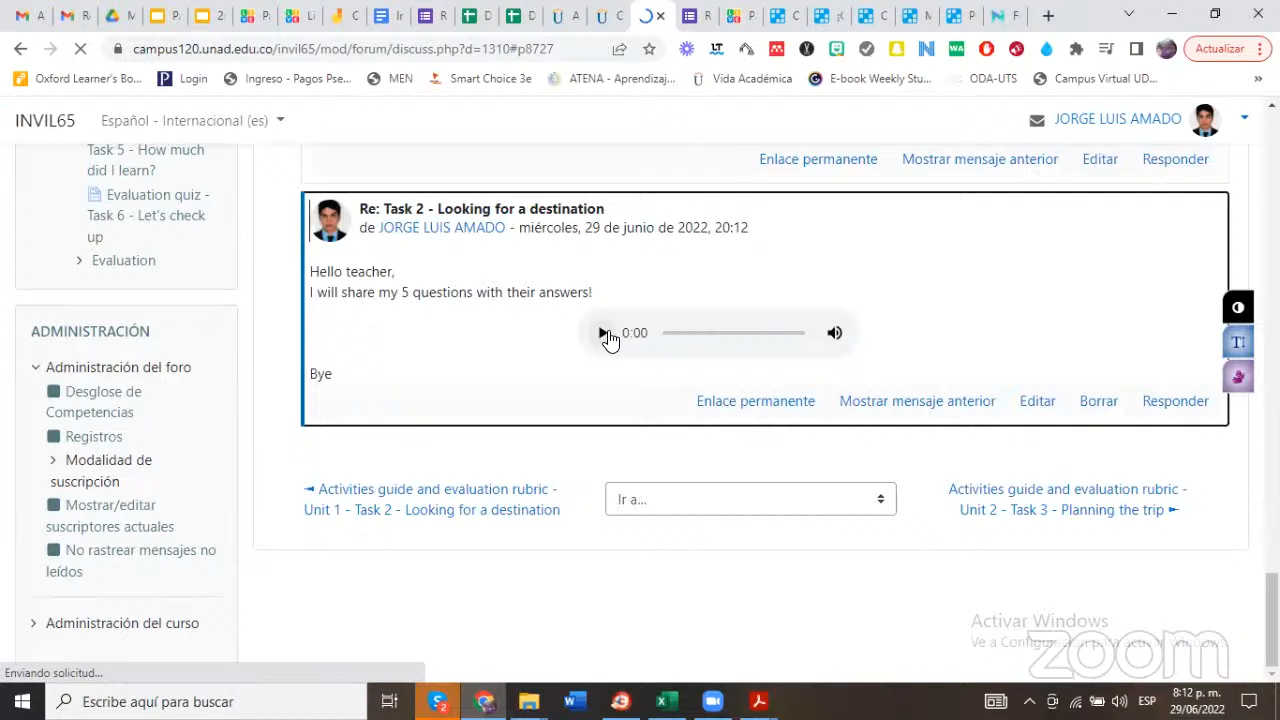 M
I
M
P
2
R
L
C
Ir
R
D
D
A
C
R
P
C
K
C
M
P
F
campus120.unad.edu.co/invil65/mod/forum/discuss.php?d=1310#p8727
Actualizar
Oxford Learner's Bo...
Login
Ingreso - Pagos Pse...
MEN
Smart Choice 3e
ATENA - Aprendizaj...
Vida Académica
E-book Weekly Stu...
ODA-UTS
Campus Virtual UD...
»
INVIL65
Español - Internacional (es)
JORGE LUIS AMADO
Task 5 - How much
did I learn?
Evaluation quiz -
Task 6 - Let's check
up
Evaluation
ADMINISTRACIÓN
Administración del foro
Desglose de
Competencias
Registros
Modalidad de
suscripción
Mostrar/editar
suscriptores actuales
No rastrear mensajes no
leídos
Administración del curso
Enlace permanente Mostrar mensaje anterior Editar Responder
Re: Task 2 - Looking for a destination
de JORGE LUIS AMADO - miércoles, 29 de junio de 2022, 20:12
Hello teacher,
I will share my 5 questions with their answers!
0:00
Bye
Enlace permanente Mostrar mensaje anterior Editar Borrar Responder
◄ Activities guide and evaluation rubric -
Unit 1 - Task 2 - Looking for a destination
Ir a...
Activities guide and evaluation rubric -
Unit 2 - Task 3 - Planning the trip ►
Activar Windows
Ve a Configuración para activar Windows.
zoom
Enviando solicitud...
Escribe aquí para buscar
ESP
8:12 p. m.
29/06/2022